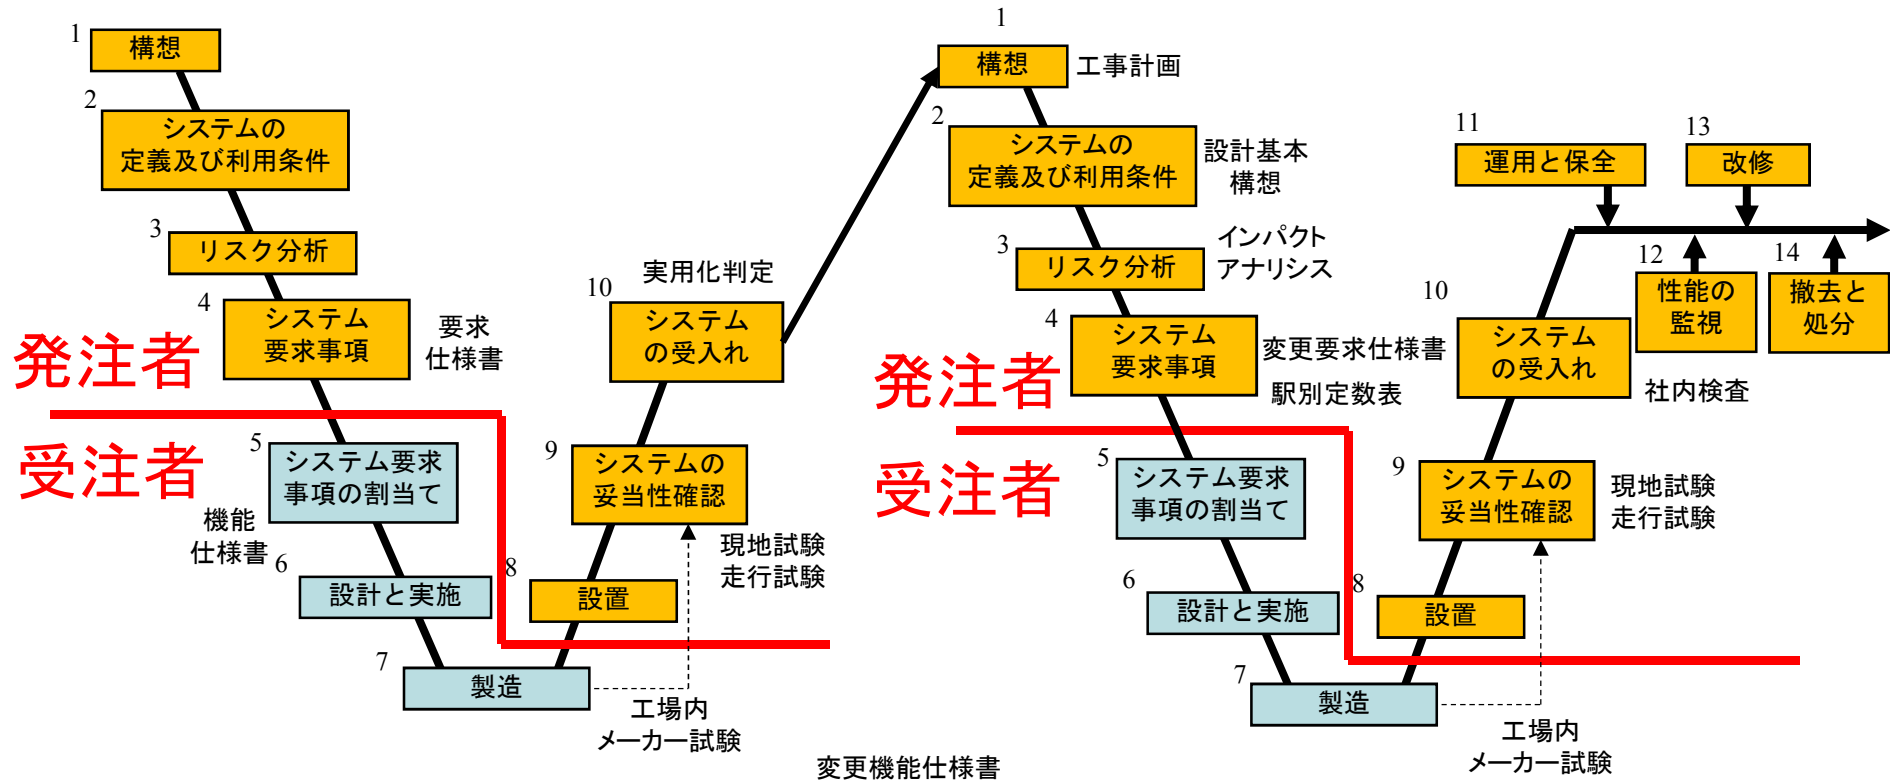 1
構想
2
システムの
定義及び利用条件
3
リスク分析
4
システム
要求事項
要求
仕様書
発注者
受注者
5
システム要求
事項の割当て
機能
仕様書
6
設計と実施
7
製造
工場内
メーカー試験
8
設置
9
システムの
妥当性確認
現地試験
走行試験
実用化判定
10
システム
の受入れ
1
構想
工事計画
2
システムの
定義及び利用条件
設計基本
構想
3
リスク分析
インパクト
アナリシス
4
システム
要求事項
変更要求仕様書
駅別定数表
発注者
受注者
5
システム要求
事項の割当て
6
設計と実施
7
製造
工場内
メーカー試験
変更機能仕様書
8
設置
9
システムの
妥当性確認
現地試験
走行試験
10
システム
の受入れ
社内検査
11
運用と保全
12
性能の
監視
13
改修
14
撤去と
処分